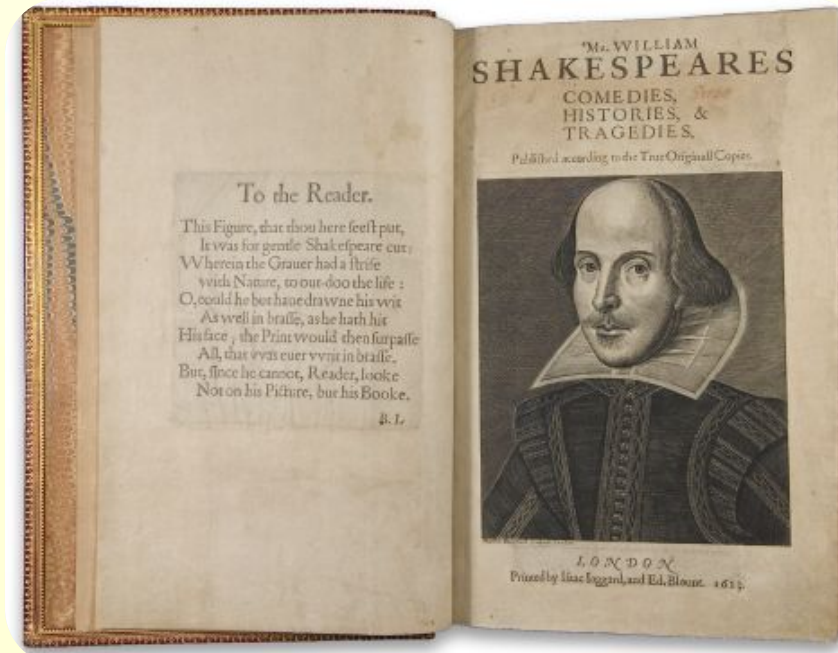 To the Reader.
This Figure, that thou here seeſt put,
It was for gentle Shakeſpeare cut;
Wherein the Grauer had a ſtrife
with Nature, to out-doo the life :
O, could he but haue drawne his wit
As well in braſſe, as he hath hit
His face ; the Print would then ſurpaſſe
All, that vvas euer vvrit in braſſe.
But, ſince he cannot, Reader, looke
Not on his Picture, but his Booke.
B. I.
Mr. WILLIAM
SHAKESPEARES
COMEDIES,
HISTORIES, &
TRAGEDIES.
Publiſhed according to the True Originall Copies.
LONDON
Printed by Iſaac Iaggard, and Ed. Blount. 1623.